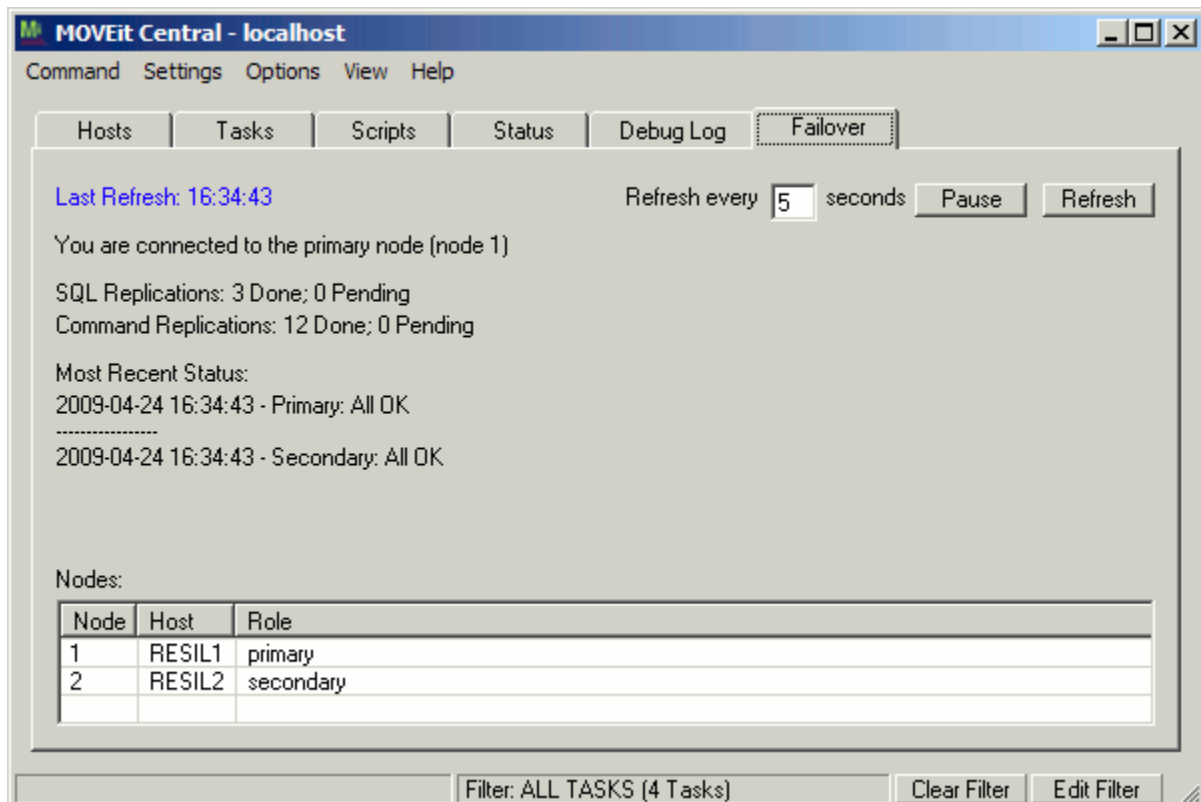 MOVEit Central - localhost
Command Settings Options View Help
Hosts Tasks Scripts Status Debug Log Failover
Last Refresh: 16:34:43 Refresh every 5 seconds Pause Refresh
You are connected to the primary node (node 1)
SQL Replications: 3 Done; 0 Pending
Command Replications: 12 Done; 0 Pending
Most Recent Status:
2009-04-24 16:34:43 - Primary: All OK
----------------
2009-04-24 16:34:43 - Secondary: All OK
Nodes:
Node Host Role
1 RESIL1 primary
2 RESIL2 secondary
Filter: ALL TASKS (4 Tasks) Clear Filter Edit Filter